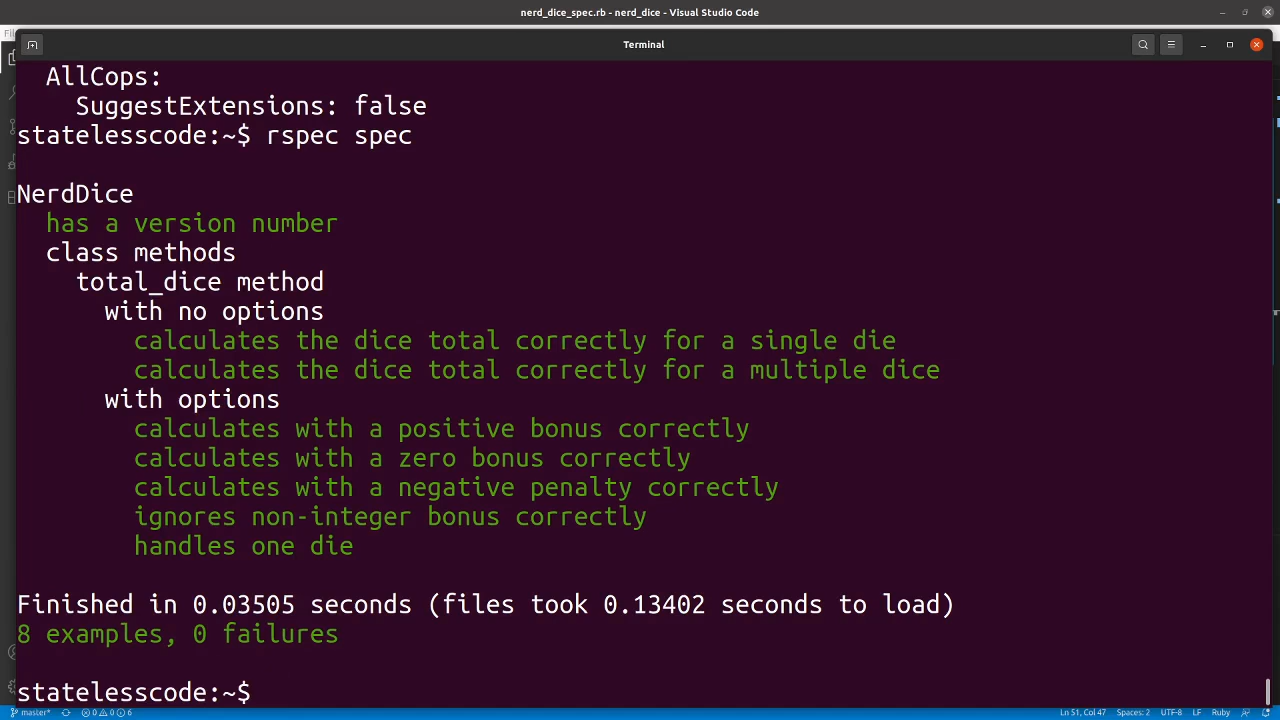 nerd_dice_spec.rb - nerd_dice - Visual Studio Code
Terminal
AllCops:
SuggestExtensions: false
statelesscode:~$ rspec spec
NerdDice
has a version number
class methods
total_dice method
with no options
calculates the dice total correctly for a single die
calculates the dice total correctly for a multiple dice
with options
calculates with a positive bonus correctly
calculates with a zero bonus correctly
calculates with a negative penalty correctly
ignores non-integer bonus correctly
handles one die
Finished in 0.03505 seconds (files took 0.13402 seconds to load)
8 examples, 0 failures
statelesscode:~$
master* 0 0 6 Ln 51, Col 47 Spaces: 2 UTF-8 LF Ruby